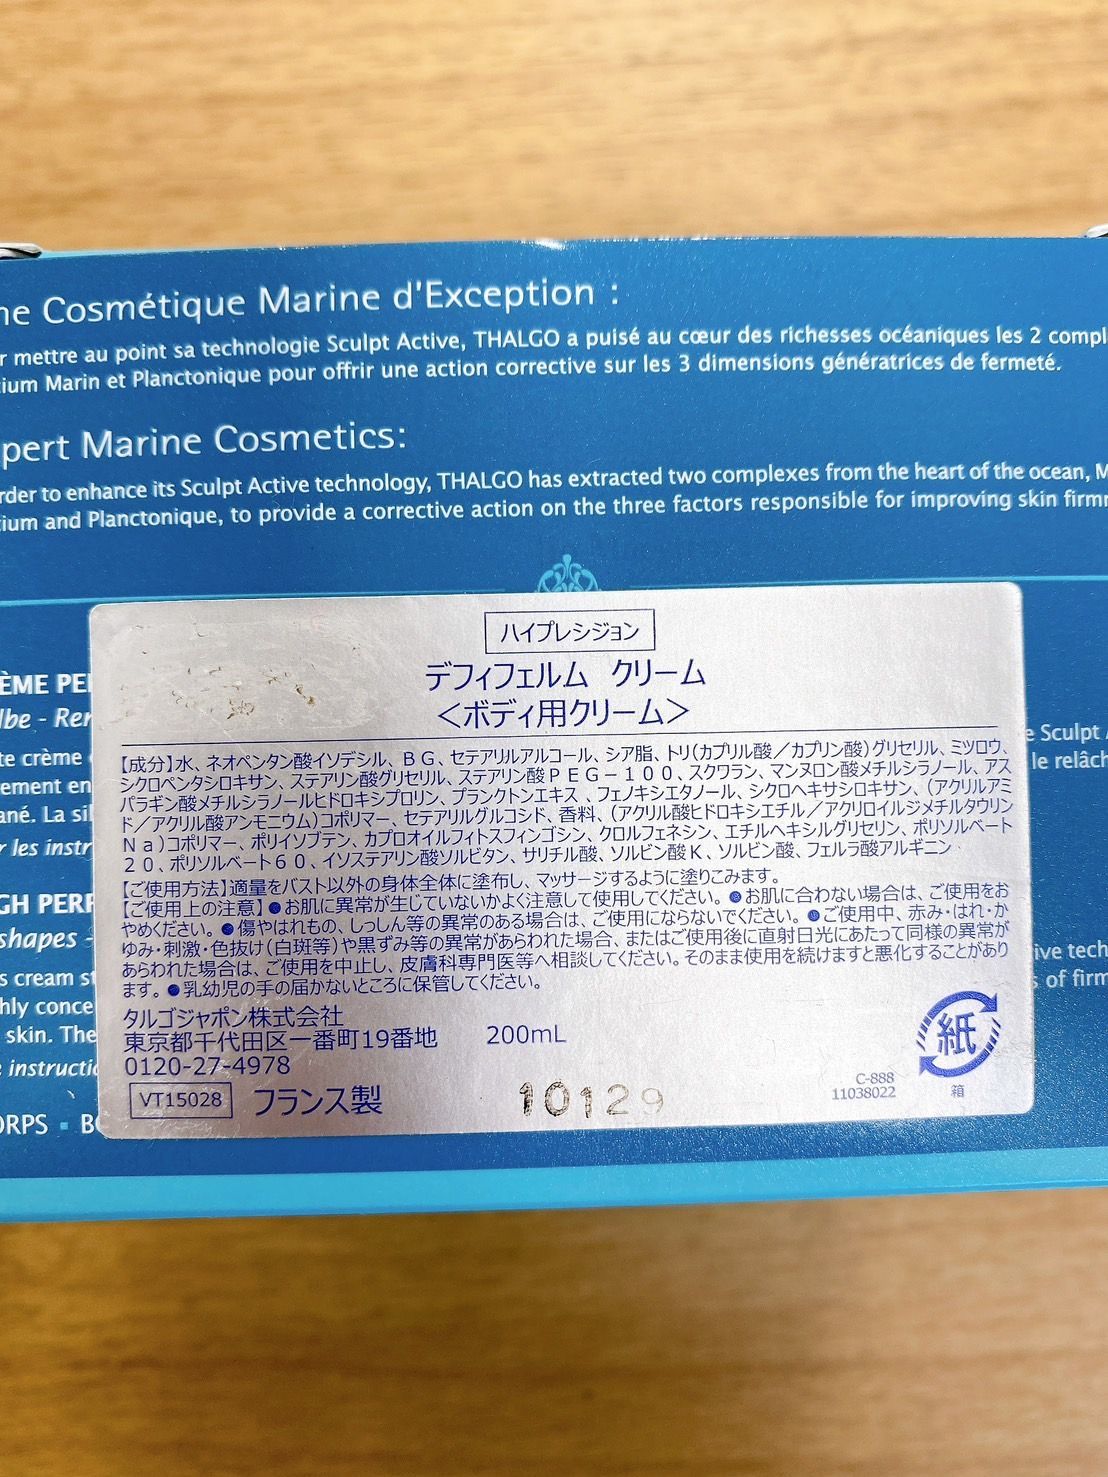 ne Cosmétique Marine d'Exception :
r mettre au point sa technologie Sculpt Active, THALGO a puisé au cœur des richesses océaniques les 2 compl
ium Marin et Planctonique pour offrir une action corrective sur les 3 dimensions génératrices de fermeté.
pert Marine Cosmetics:
rder to enhance its Sculpt Active technology, THALGO has extracted two complexes from the heart of the ocean, M
ium and Planctonique, to provide a corrective action on the three factors responsible for improving skin firm
ÈME PE
lbe - Rer
te crème
ement en
ané. La sil
r les instr
GH PERF
shapes -
s cream st
hly conce
skin. The
instructio
ORPS ▪ B
e Sculpt
le relâch
ive tech
s of firm
ハイプレシジョン
デフィフェルム クリーム
＜ボディ用クリーム＞
【成分】水、ネオペンタン酸イソデシル、ＢＧ、セテアリルアルコール、シア脂、トリ(カプリル酸／カプリン酸)グリセリル、ミツロウ、
シクロペンタシロキサン、ステアリン酸グリセリル、ステアリン酸ＰＥＧ－１００、スクワラン、マンヌロン酸メチルシラノール、アス
パラギン酸メチルシラノールヒドロキシプロリン、プランクトンエキス、フェノキシエタノール、シクロヘキサシロキサン、(アクリルアミ
ド／アクリル酸アンモニウム)コポリマー、セテアリルグルコシド、香料、(アクリル酸ヒドロキシエチル／アクリロイルジメチルタウリン
Ｎａ)コポリマー、ポリイソブテン、カプロオイルフィトスフィンゴシン、クロルフェネシン、エチルヘキシルグリセリン、ポリソルベート
２０、ポリソルベート６０、イソステアリン酸ソルビタン、サリチル酸、ソルビン酸Ｋ、ソルビン酸、フェルラ酸アルギニン
【ご使用方法】適量をバスト以外の身体全体に塗布し、マッサージするように塗りこみます。
【ご使用上の注意】●お肌に異常が生じていないかよく注意して使用してください。●お肌に合わない場合は、ご使用をお
やめください。●傷やはれもの、しっしん等の異常のある場合は、ご使用にならないでください。●ご使用中、赤み・はれ・か
ゆみ・刺激・色抜け(白斑等)や黒ずみ等の異常があらわれた場合、またはご使用後に直射日光にあたって同様の異常が
あらわれた場合は、ご使用を中止し、皮膚科専門医等へ相談してください。そのまま使用を続けますと悪化することがあり
ます。●乳幼児の手の届かないところに保管してください。
タルゴジャポン株式会社
東京都千代田区一番町19番地 200mL
0120-27-4978
VT15028 フランス製
10129
C-888
11038022
紙
箱